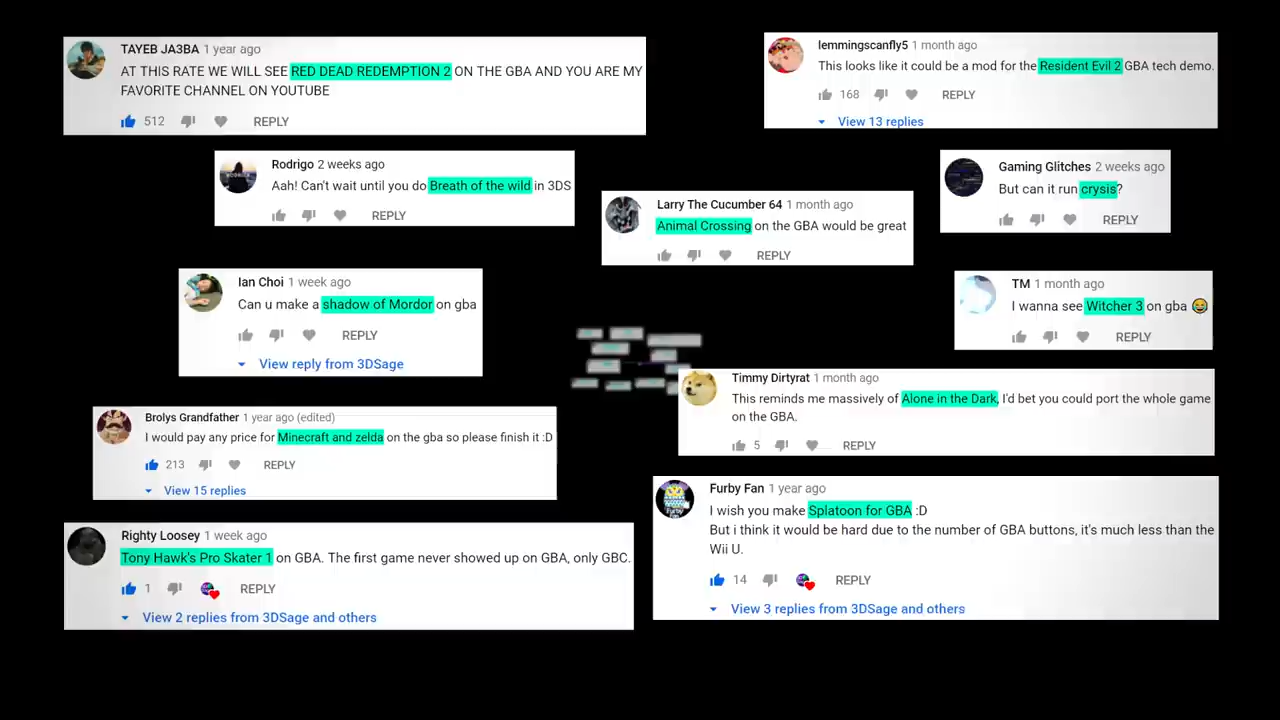 TAYEB JA3BA 1 year ago
AT THIS RATE WE WILL SEE RED DEAD REDEMPTION 2 ON THE GBA AND YOU ARE MY
FAVORITE CHANNEL ON YOUTUBE
512 REPLY
lemmingscanfly5 1 month ago
This looks like it could be a mod for the Resident Evil 2 GBA tech demo.
168 REPLY
View 13 replies
Rodrigo 2 weeks ago
Aah! Can't wait until you do Breath of the wild in 3DS
REPLY
Larry The Cucumber 64 1 month ago
Animal Crossing on the GBA would be great
REPLY
Gaming Glitches 2 weeks ago
But can it run crysis?
REPLY
Ian Choi 1 week ago
Can u make a shadow of Mordor on gba
REPLY
View reply from 3DSage
TM 1 month ago
I wanna see Witcher 3 on gba 😂
REPLY
Timmy Dirtyrat 1 month ago
This reminds me massively of Alone in the Dark, I'd bet you could port the whole game
on the GBA.
5 REPLY
Brolys Grandfather 1 year ago (edited)
I would pay any price for Minecraft and zelda on the gba so please finish it :D
213 REPLY
View 15 replies
Furby Fan 1 year ago
I wish you make Splatoon for GBA :D
But i think it would be hard due to the number of GBA buttons, it's much less than the
Wii U.
14 REPLY
View 3 replies from 3DSage and others
Righty Loosey 1 week ago
Tony Hawk's Pro Skater 1 on GBA. The first game never showed up on GBA, only GBC.
1 REPLY
View 2 replies from 3DSage and others